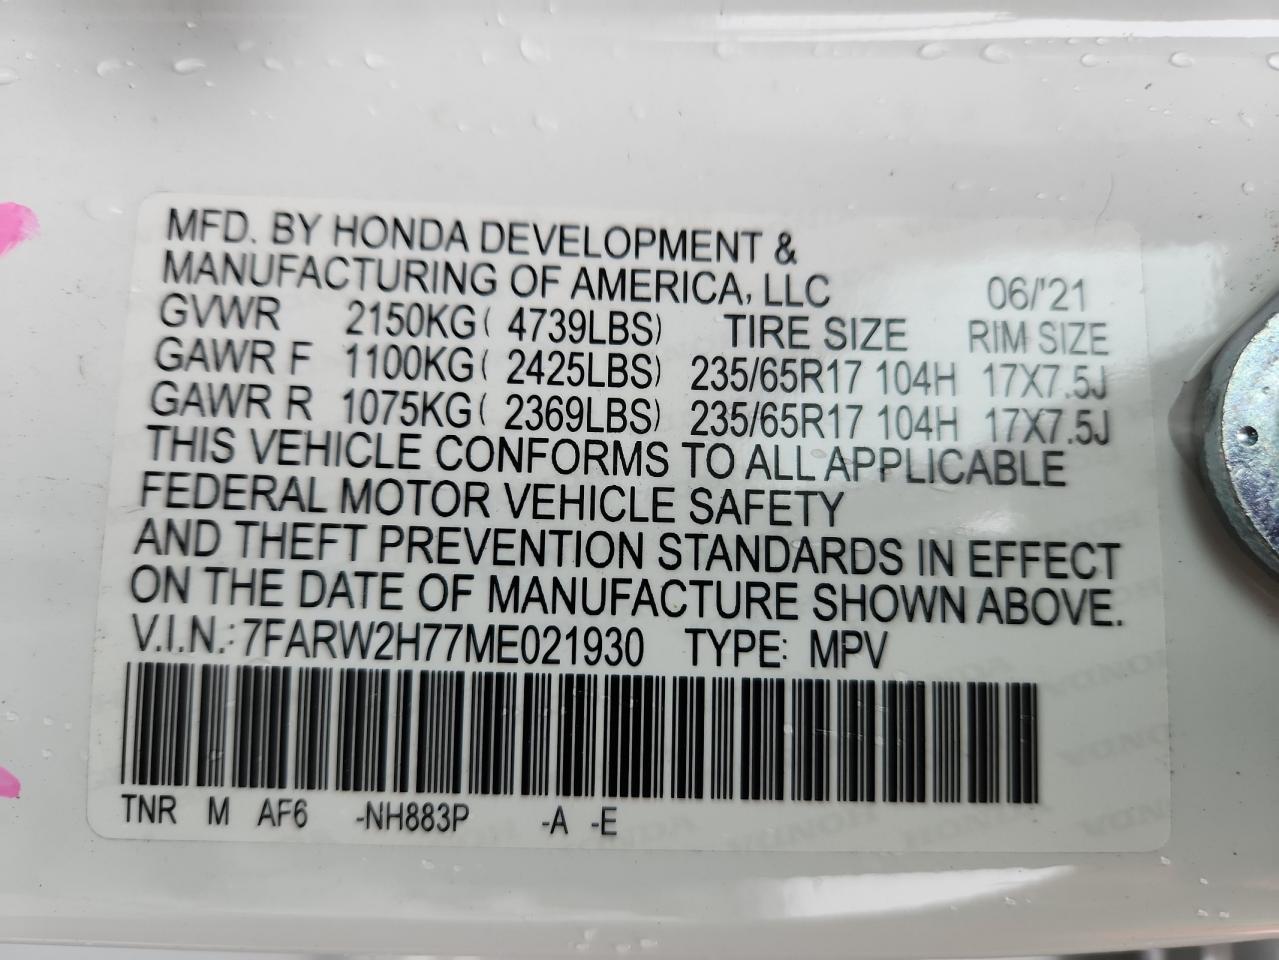 MFD. BY HONDA DEVELOPMENT &
MANUFACTURING OF AMERICA, LLC 06/'21
GVWR 2150KG( 4739LBS) TIRE SIZE RIM SIZE
GAWR F 1100KG( 2425LBS) 235/65R17 104H 17X7.5J
GAWR R 1075KG( 2369LBS) 235/65R17 104H 17X7.5J
THIS VEHICLE CONFORMS TO ALL APPLICABLE
FEDERAL MOTOR VEHICLE SAFETY
AND THEFT PREVENTION STANDARDS IN EFFECT
ON THE DATE OF MANUFACTURE SHOWN ABOVE.
V.I.N.: 7FARW2H77ME021930 TYPE: MPV
TNR M AF6 -NH883P -A -E